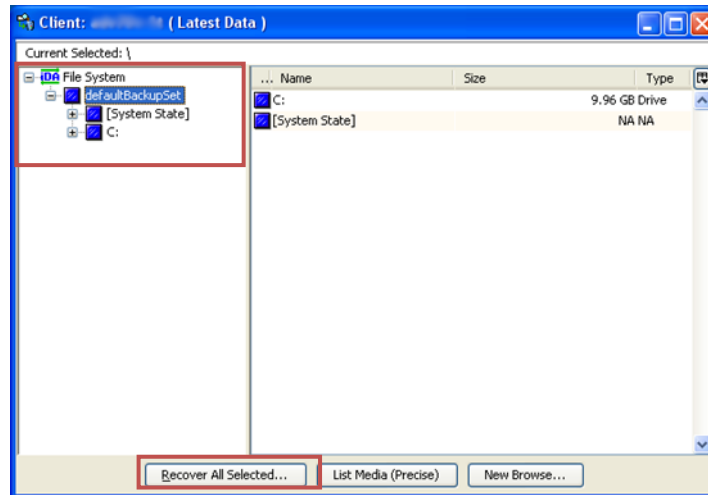 Client: ( Latest Data )
Current Selected: \
iDA File System
defaultBackupSet
[System State]
C:
... Name Size Type
C: 9.96 GB Drive
[System State] NA NA
Recover All Selected... List Media (Precise) New Browse...